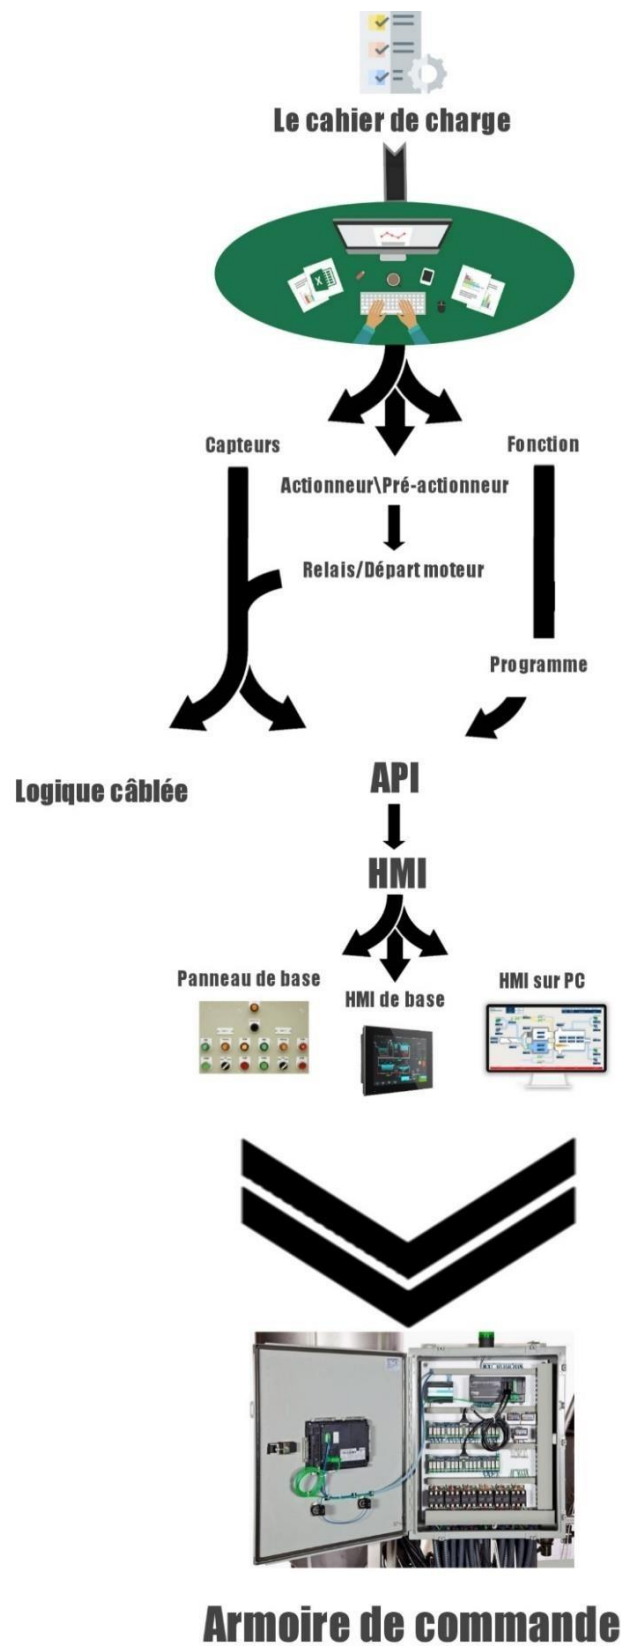 Le cahier de charge
Capteurs
Fonction
Actionneur\Pré-actionneur
Relais/Départ moteur
Programme
Logique câblée
API
HMI
Panneau de base
HMI de base
HMI sur PC
Armoire de commande